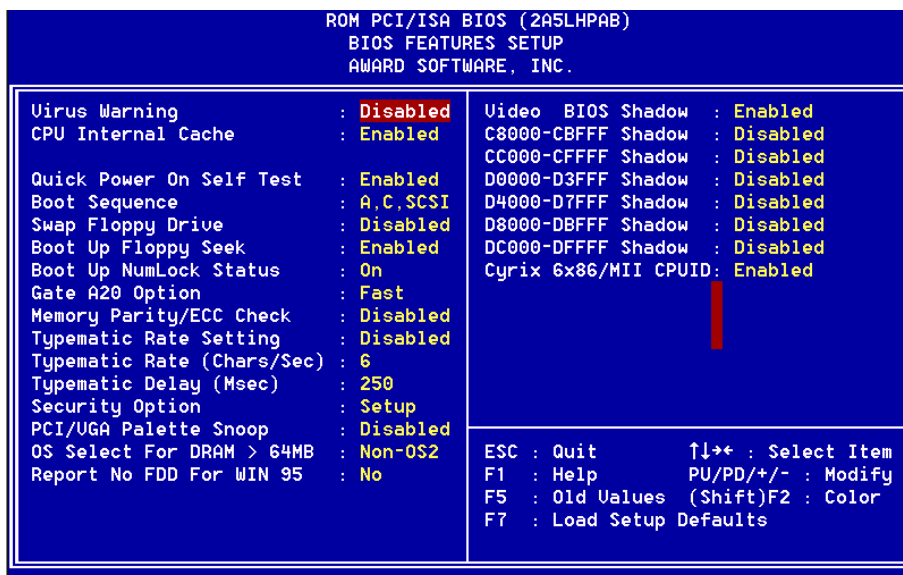 ROM PCI/ISA BIOS (2A5LHPAB)
BIOS FEATURES SETUP
AWARD SOFTWARE, INC.
Virus Warning : Disabled
CPU Internal Cache : Enabled
Quick Power On Self Test : Enabled
Boot Sequence : A,C,SCSI
Swap Floppy Drive : Disabled
Boot Up Floppy Seek : Enabled
Boot Up NumLock Status : On
Gate A20 Option : Fast
Memory Parity/ECC Check : Disabled
Typematic Rate Setting : Disabled
Typematic Rate (Chars/Sec) : 6
Typematic Delay (Msec) : 250
Security Option : Setup
PCI/VGA Palette Snoop : Disabled
OS Select For DRAM > 64MB : Non-OS2
Report No FDD For WIN 95 : No
Video BIOS Shadow : Enabled
C8000-CBFFF Shadow : Disabled
CC000-CFFFF Shadow : Disabled
D0000-D3FFF Shadow : Disabled
D4000-D7FFF Shadow : Disabled
D8000-DBFFF Shadow : Disabled
DC000-DFFFF Shadow : Disabled
Cyrix 6x86/MII CPUID: Enabled
ESC : Quit ↑↓→← : Select Item
F1 : Help PU/PD/+/- : Modify
F5 : Old Values (Shift)F2 : Color
F7 : Load Setup Defaults